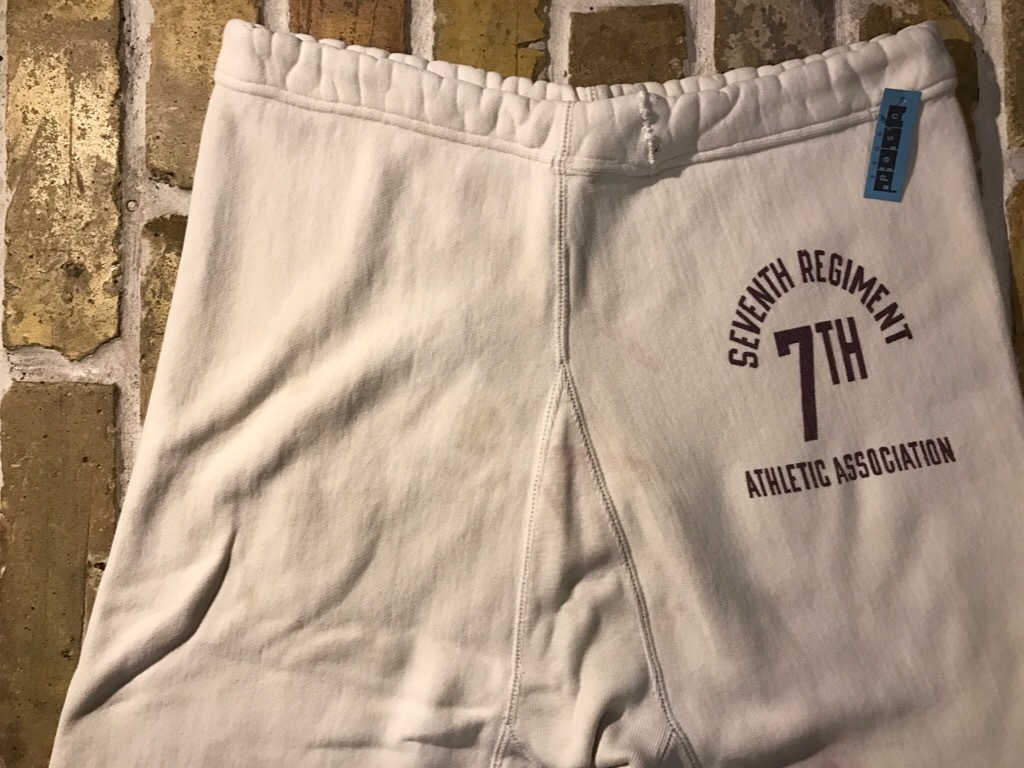 SEVENTH REGIMENT
7TH
ATHLETIC ASSOCIATION